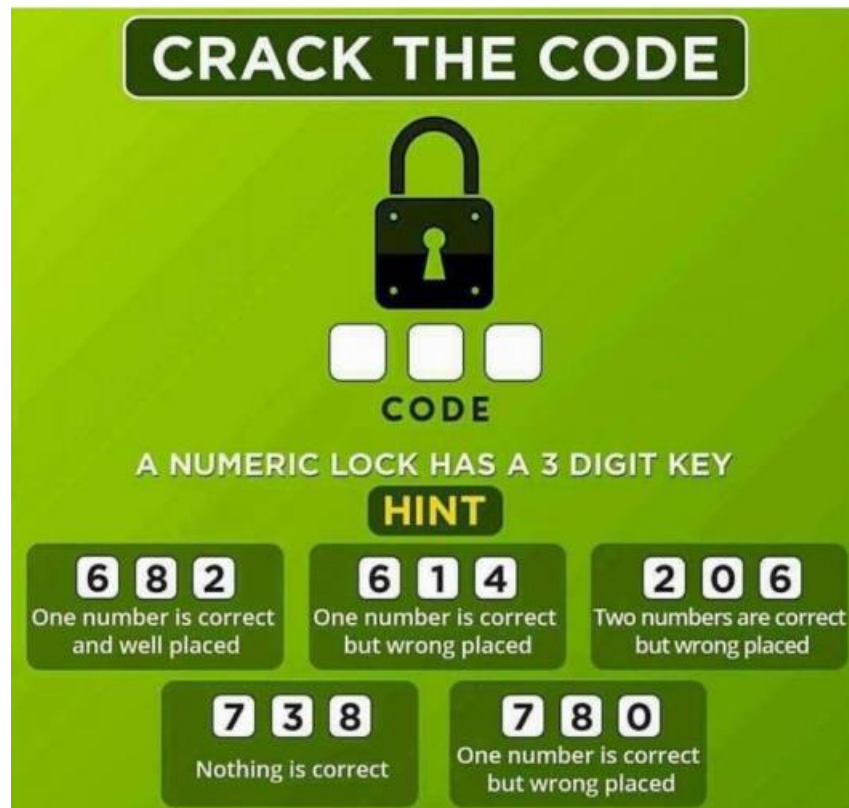 CRACK THE CODE
CODE
A NUMERIC LOCK HAS A 3 DIGIT KEY
HINT
6 8 2
One number is correct
and well placed
6 1 4
One number is correct
but wrong placed
2 0 6
Two numbers are correct
but wrong placed
7 3 8
Nothing is correct
7 8 0
One number is correct
but wrong placed